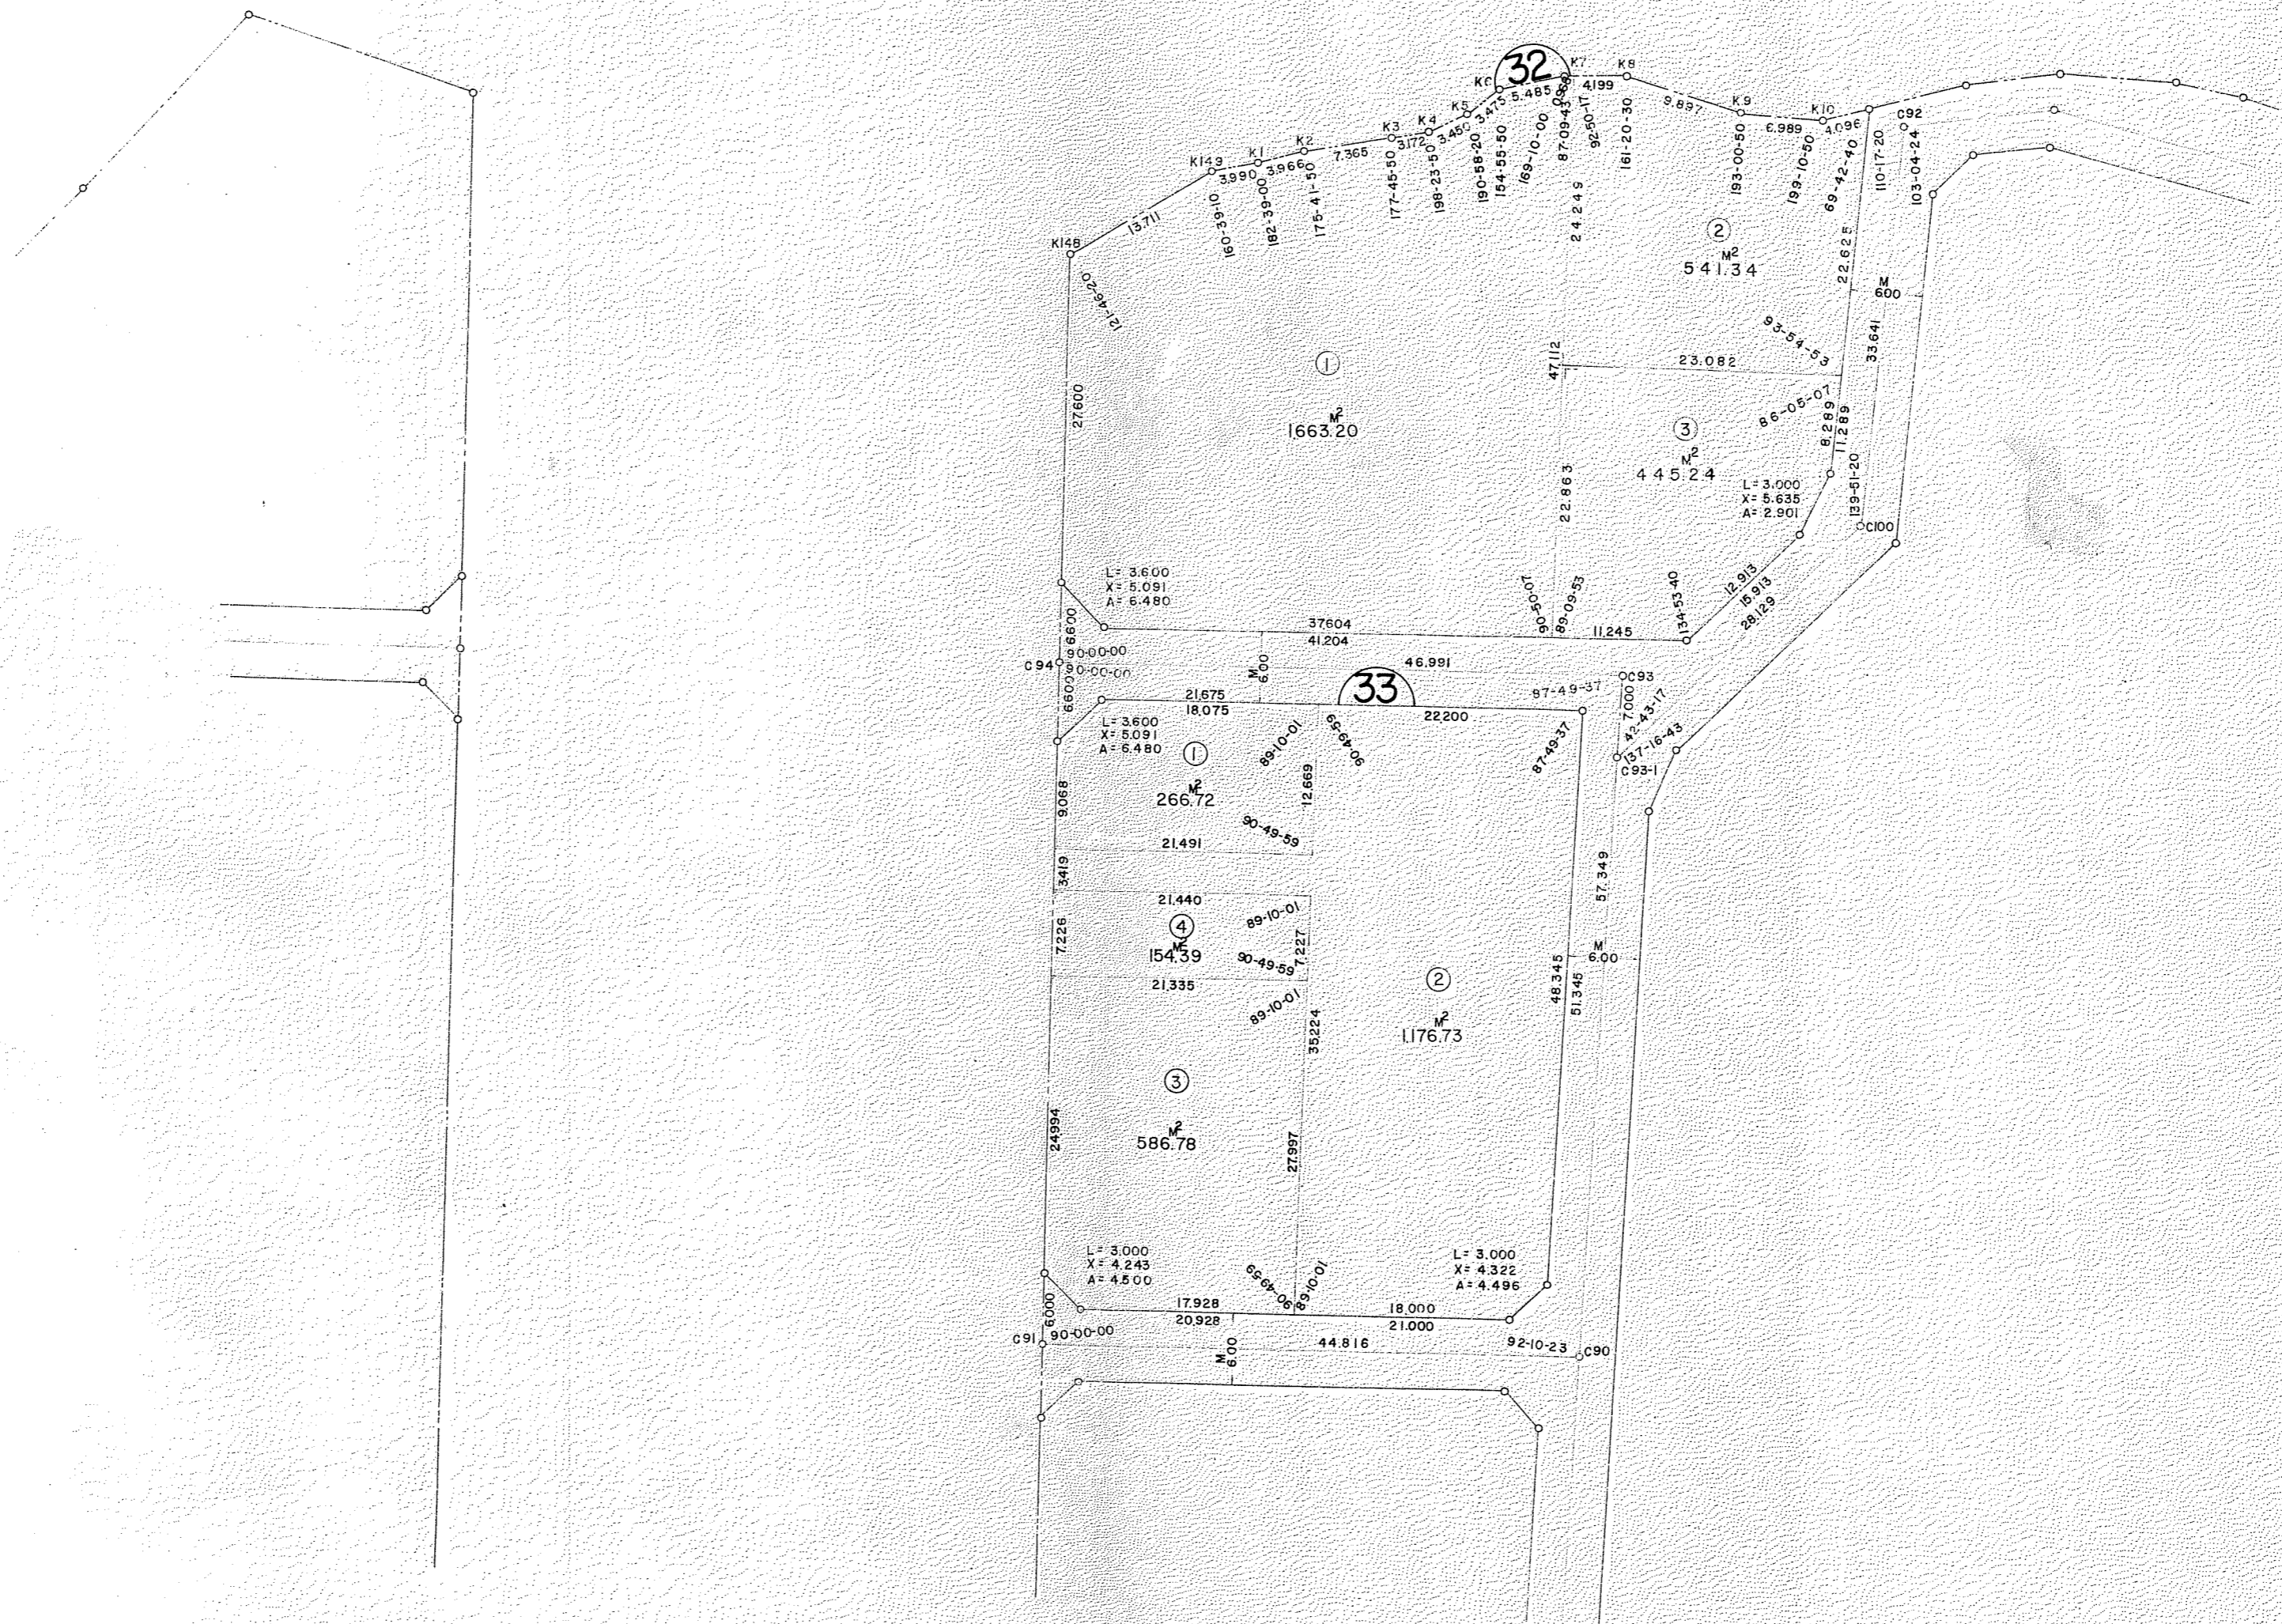 32
K7
K8
K6
5.485
4.199
K5
3.475
9.897
K9
K10
C92
K4
3.450
6.989
4.096
K3
3.172
K2
7.365
K1
3.966
K149
3.990
13.711
K148
160-39-10
182-39-00
175-41-50
177-45-50
198-23-50
190-58-20
154-55-50
169-10-00
87-09-43
92-50-17
161-20-30
193-00-50
199-10-50
69-42-40
110-17-20
103-04-24
121-46-20
24.249
22.625
②
M²
541.34
M
6.00
93-54-53
33.641
47.112
23.082
①
M²
1,663.20
27.600
86-05-07
8.289
11.289
③
M²
445.24
22.863
L= 3.000
X= 5.635
A= 2.901
139-51-20
C100
L= 3.600
X= 5.091
A= 6.480
90-50-07
89-09-53
134-53-40
12.913
15.913
28.129
6.600
37.604
41.204
11.245
C94
90-00-00
90-00-00
M
6.00
46.991
33
87-49-37
C93
7.000
42-43-17
137-16-43
C93-1
6.600
21.675
18.075
22.200
L= 3.600
X= 5.091
A= 6.480
89-10-01
90-49-59
87-49-37
①
M²
266.72
9.068
12.669
90-49-59
21.491
3.419
21.440
57.349
④
M²
154.39
7.226
89-10-01
7.227
90-49-59
21.335
89-10-01
M
6.00
48.345
51.345
②
M²
1,176.73
35.224
③
M²
586.78
24.994
27.997
L= 3.000
X= 4.243
A= 4.500
90-49-59
89-10-01
L= 3.000
X= 4.322
A= 4.496
6.000
17.928
20.928
18.000
21.000
C91
90-00-00
M
6.00
44.816
92-10-23
C90